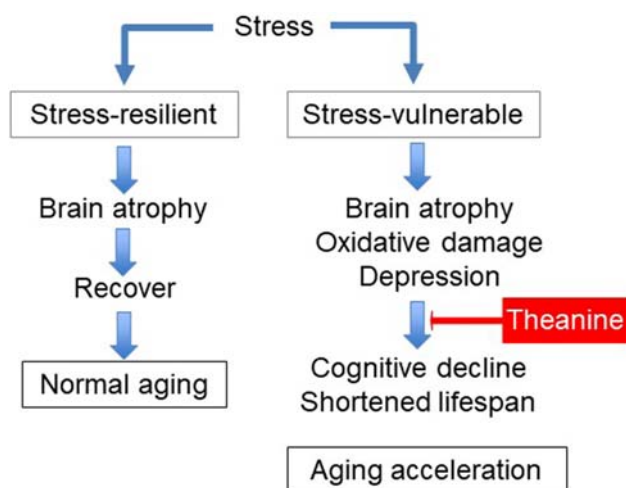 Stress
Stress-resilient
Brain atrophy
Recover
Normal aging
Stress-vulnerable
Brain atrophy
Oxidative damage
Depression
Theanine
Cognitive decline
Shortened lifespan
Aging acceleration